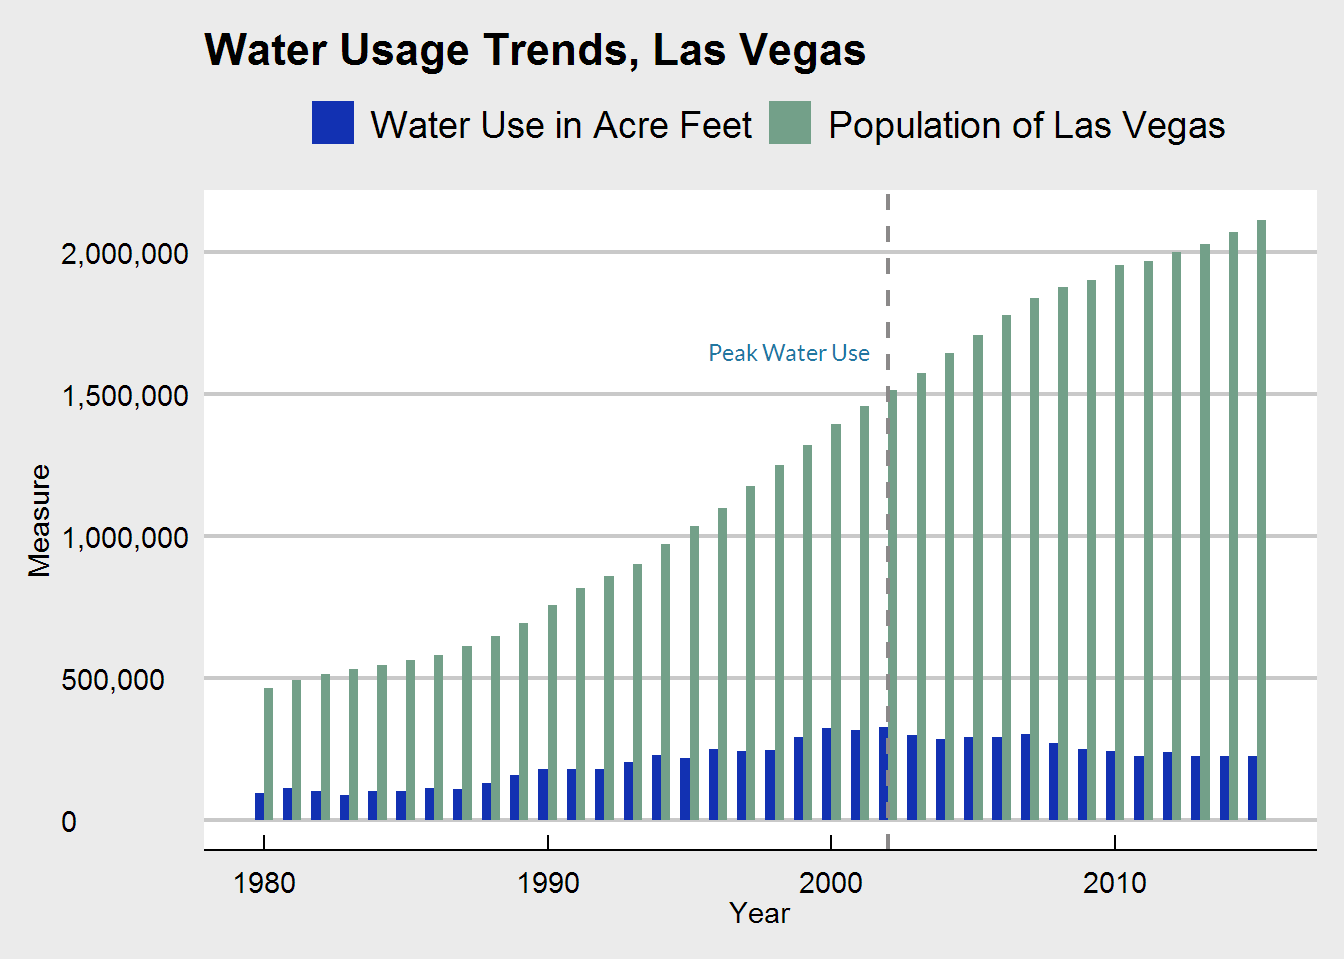 Water Usage Trends, Las Vegas
Water Use in Acre Feet Population of Las Vegas
2,000,000
Peak Water Use
1,500,000
Measure
1,000,000
500,000
0
1980 1990 2000 2010
Year